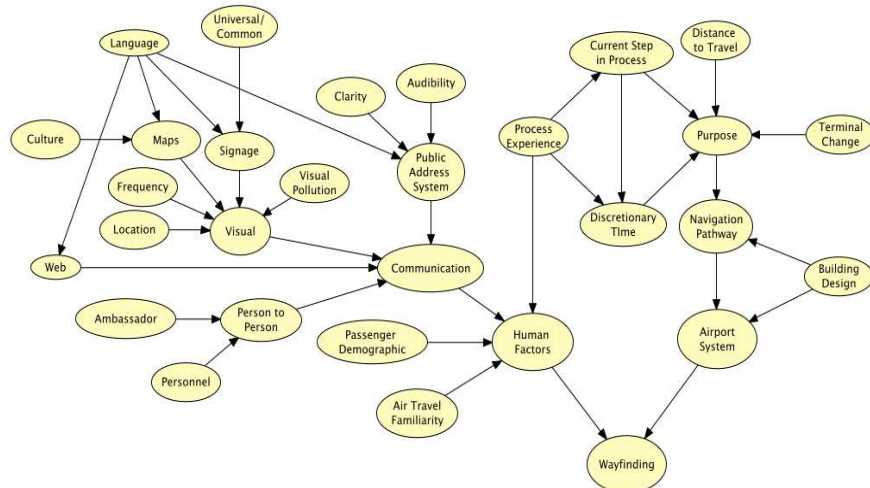 Universal/
Common
Language
Current Step
in Process
Distance
to Travel
Clarity
Audibility
Culture
Maps
Signage
Process
Experience
Purpose
Terminal
Change
Public
Address
System
Frequency
Visual
Pollution
Location
Visual
Discretionary
TIme
Navigation
Pathway
Web
Communication
Building
Design
Ambassador
Person to
Person
Passenger
Demographic
Human
Factors
Airport
System
Personnel
Air Travel
Familiarity
Wayfinding